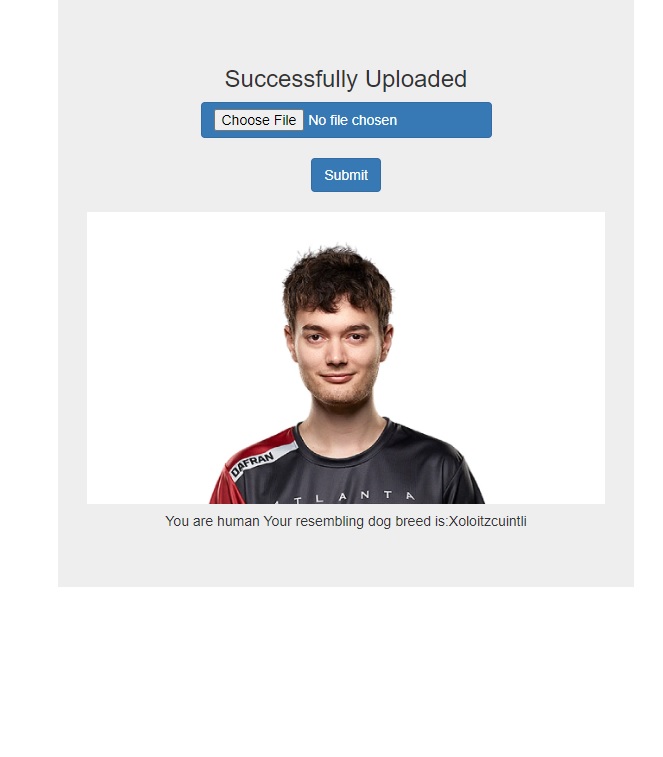 Successfully Uploaded
Choose File No file chosen
Submit
DAFRAN
ATLANTA
You are human Your resembling dog breed is:Xoloitzcuintli